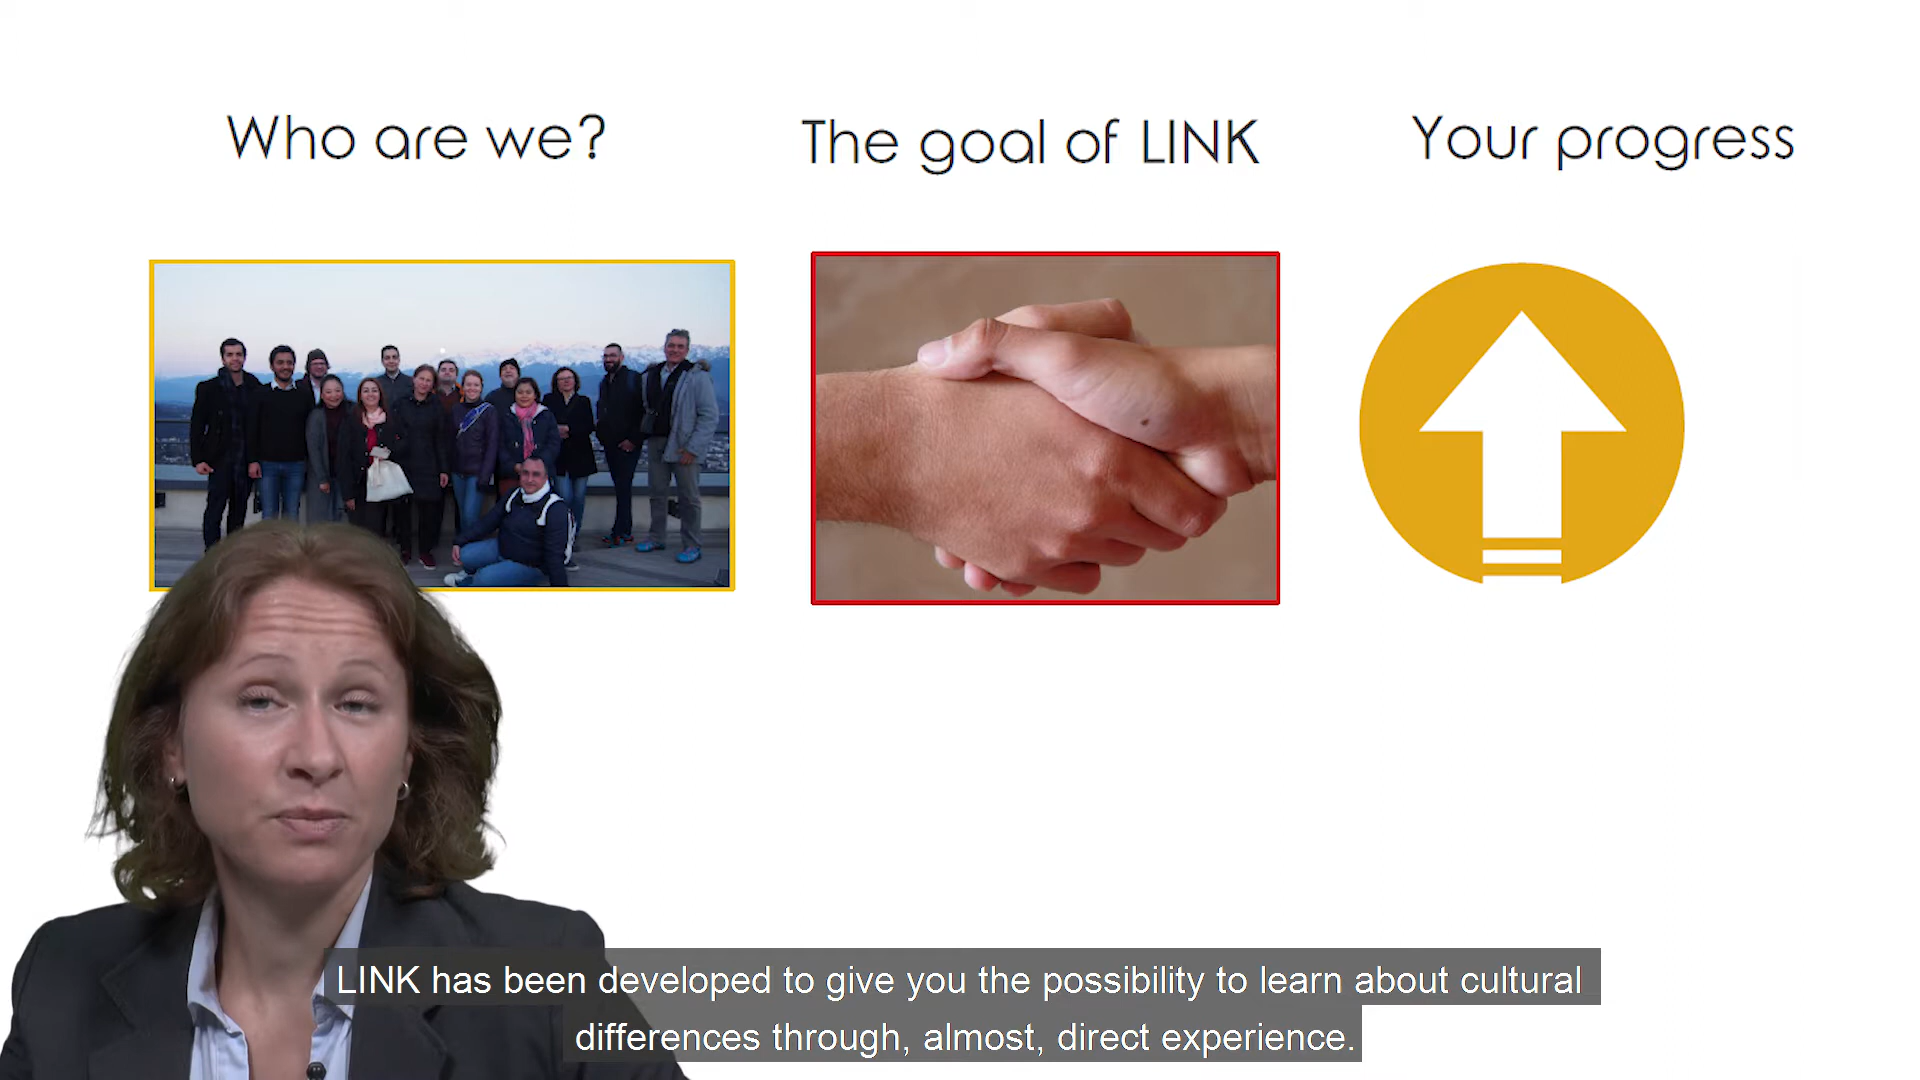 Who are we?
The goal of LINK
Your progress
LINK has been developed to give you the possibility to learn about cultural
differences through, almost, direct experience.